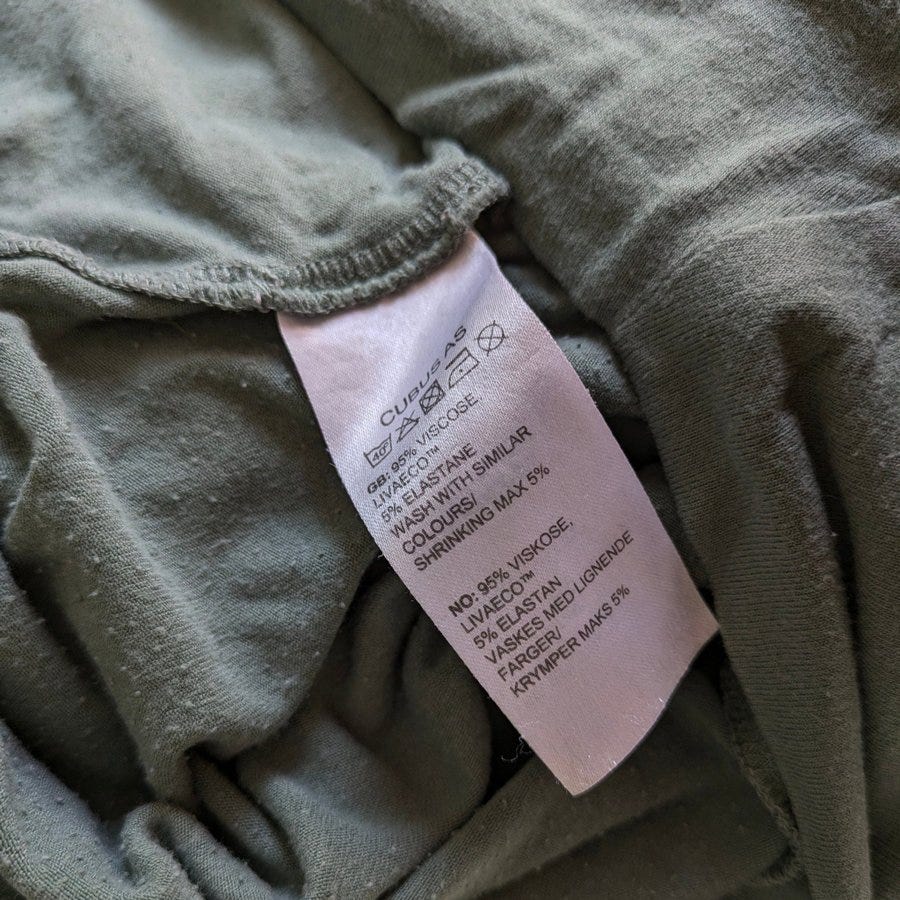 CUBUS AS
40°
GB: 95% VISCOSE
LIVAECO™
5% ELASTANE
WASH WITH SIMILAR
COLOURS/
SHRINKING MAX 5%
NO: 95% VISKOSE,
LIVAECO™
5% ELASTAN
VASKES MED LIGNENDE
FARGER/
KRYMPER MAKS 5%